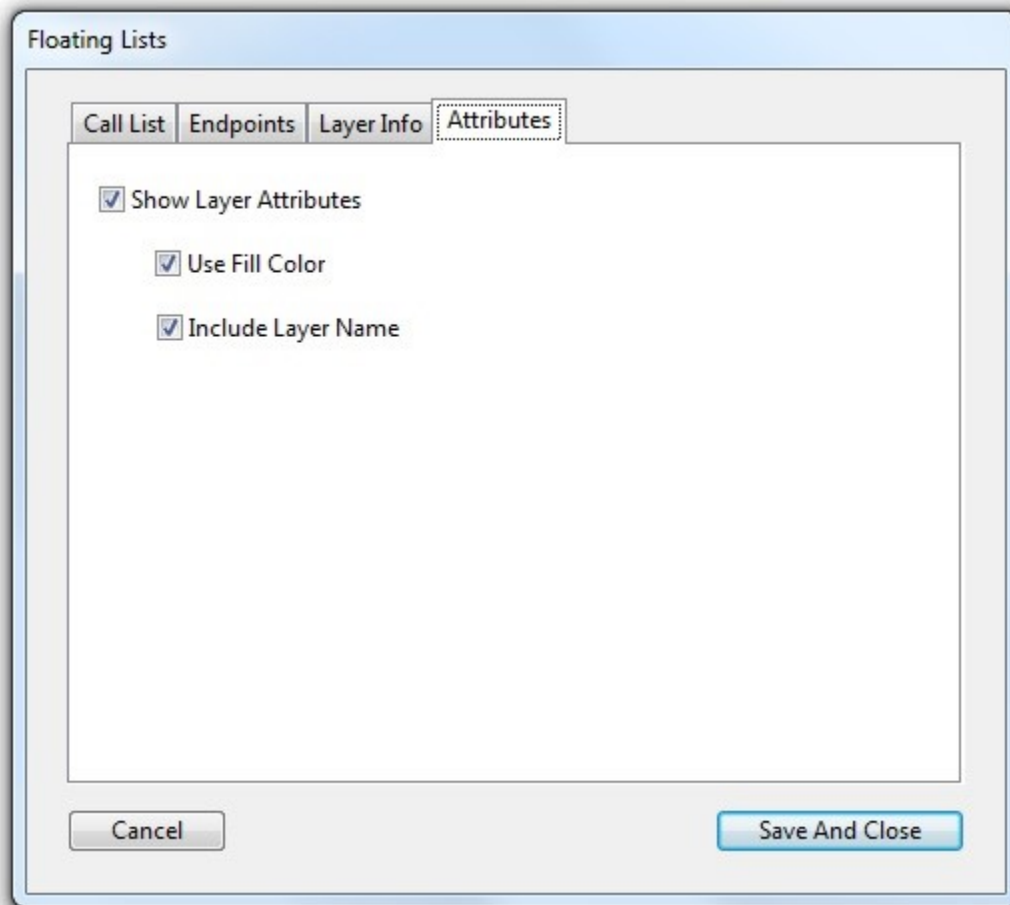 Floating Lists
Call List Endpoints Layer Info Attributes
Show Layer Attributes
Use Fill Color
Include Layer Name
Cancel Save And Close